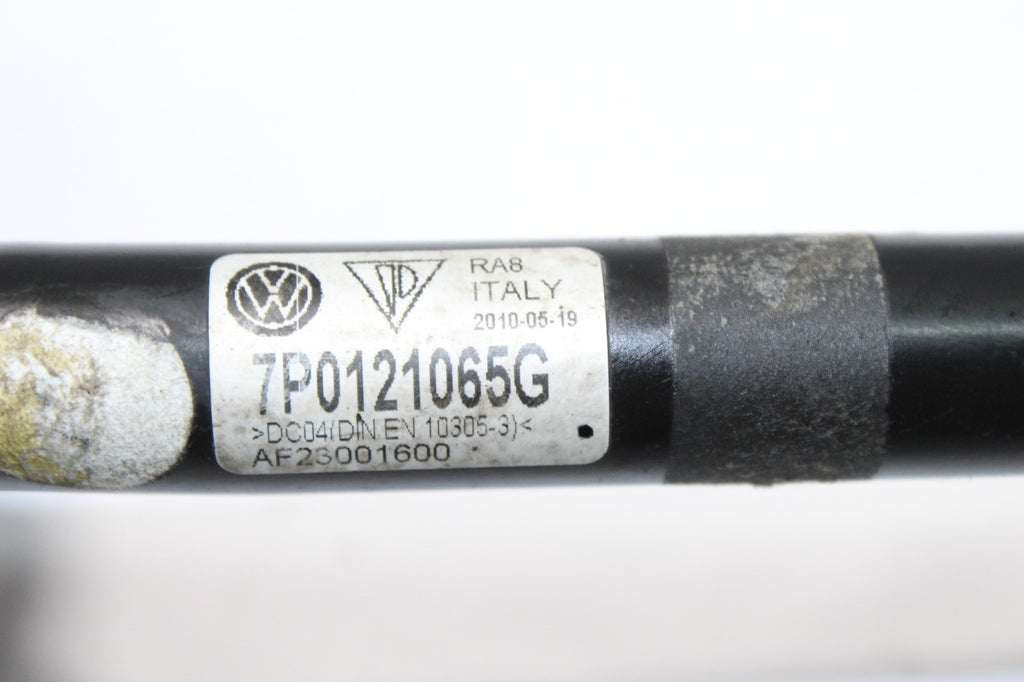 RA8
ITALY
2010-05-19
7P0121065G
>DC04(DIN EN 10305-3)<
AF23001600